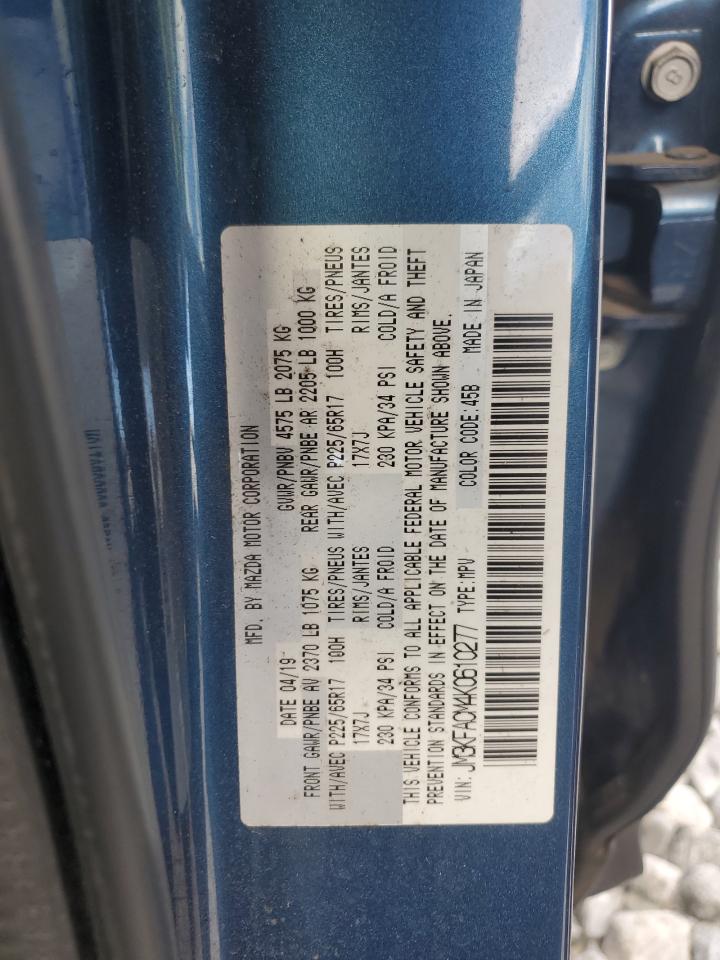 MFD. BY MAZDA MOTOR CORPORATION
DATE 04/19 GVWR/PNBV 4575 LB 2075 KG
FRONT GAWR/PNBE AV 2370 LB 1075 KG REAR GAWR/PNBE AR 2205 LB 1000 KG
WITH/AVEC P225/65R17 100H TIRES/PNEUS WITH/AVEC P225/65R17 100H TIRES/PNEUS
17X7J RIMS/JANTES 17X7J RIMS/JANTES
230 KPA/34 PSI COLD/A FROID 230 KPA/34 PSI COLD/A FROID
THIS VEHICLE CONFORMS TO ALL APPLICABLE FEDERAL MOTOR VEHICLE SAFETY AND THEFT
PREVENTION STANDARDS IN EFFECT ON THE DATE OF MANUFACTURE SHOWN ABOVE.
VIN: JM3KFACM4K0610277 TYPE:MPV COLOR CODE:45B MADE IN JAPAN
8